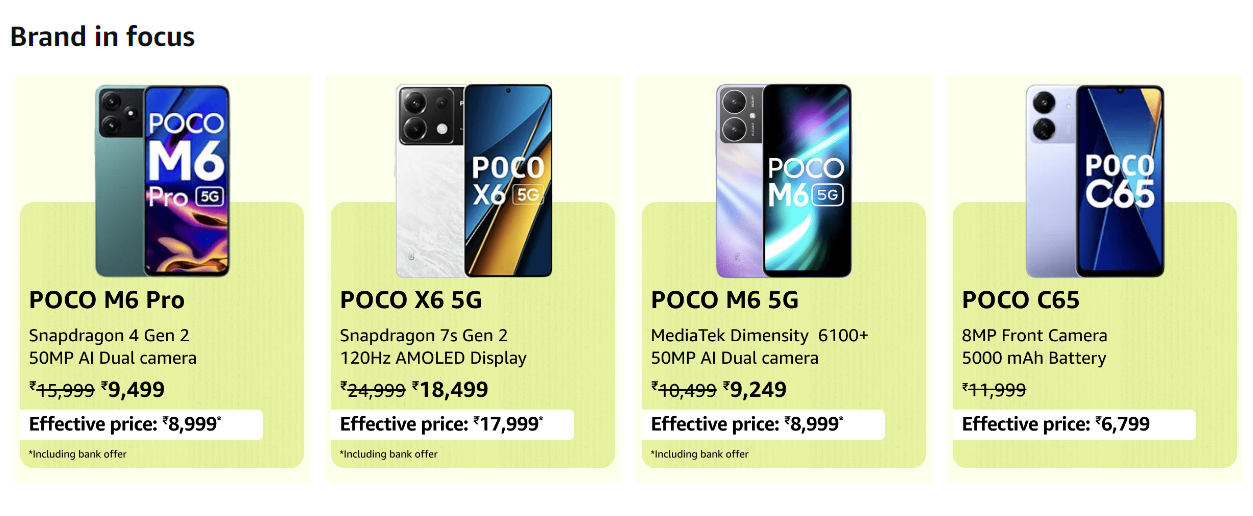 Brand in focus
POCO
M6
Pro 5G
POCO M6 Pro
Snapdragon 4 Gen 2
50MP AI Dual camera
₹15,999 ₹9,499
Effective price: ₹8,999*
*Including bank offer
POCO
X6 5G
POCO X6 5G
Snapdragon 7s Gen 2
120Hz AMOLED Display
₹24,999 ₹18,499
Effective price: ₹17,999*
*Including bank offer
POCO
M6 5G
POCO M6 5G
MediaTek Dimensity 6100+
50MP AI Dual camera
₹10,499 ₹9,249
Effective price: ₹8,999*
*Including bank offer
POCO
C65
POCO C65
8MP Front Camera
5000 mAh Battery
₹11,999
Effective price: ₹6,799